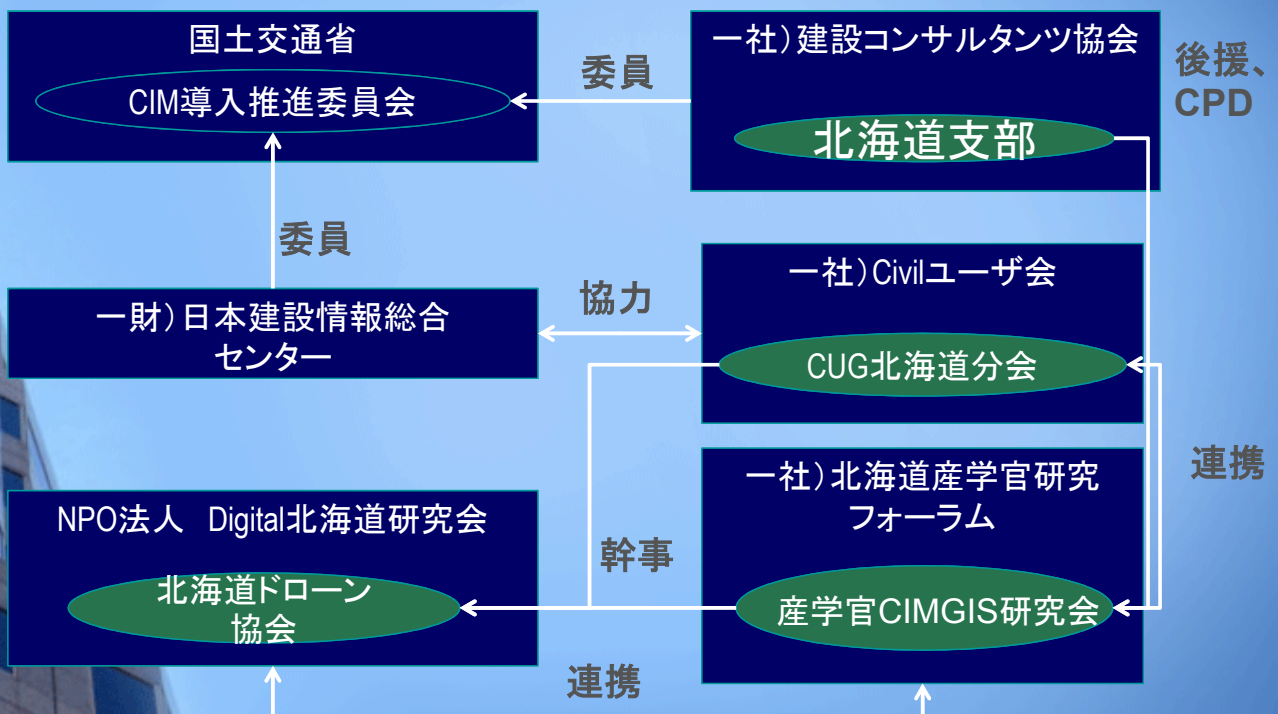 国土交通省
CIM導入推進委員会
委員
一社）建設コンサルタンツ協会
北海道支部
後援、
CPD
委員
一財）日本建設情報総合
センター
協力
一社）Civilユーザ会
CUG北海道分会
連携
NPO法人　Digital北海道研究会
北海道ドローン
協会
幹事
一社）北海道産学官研究
フォーラム
産学官CIMGIS研究会
連携